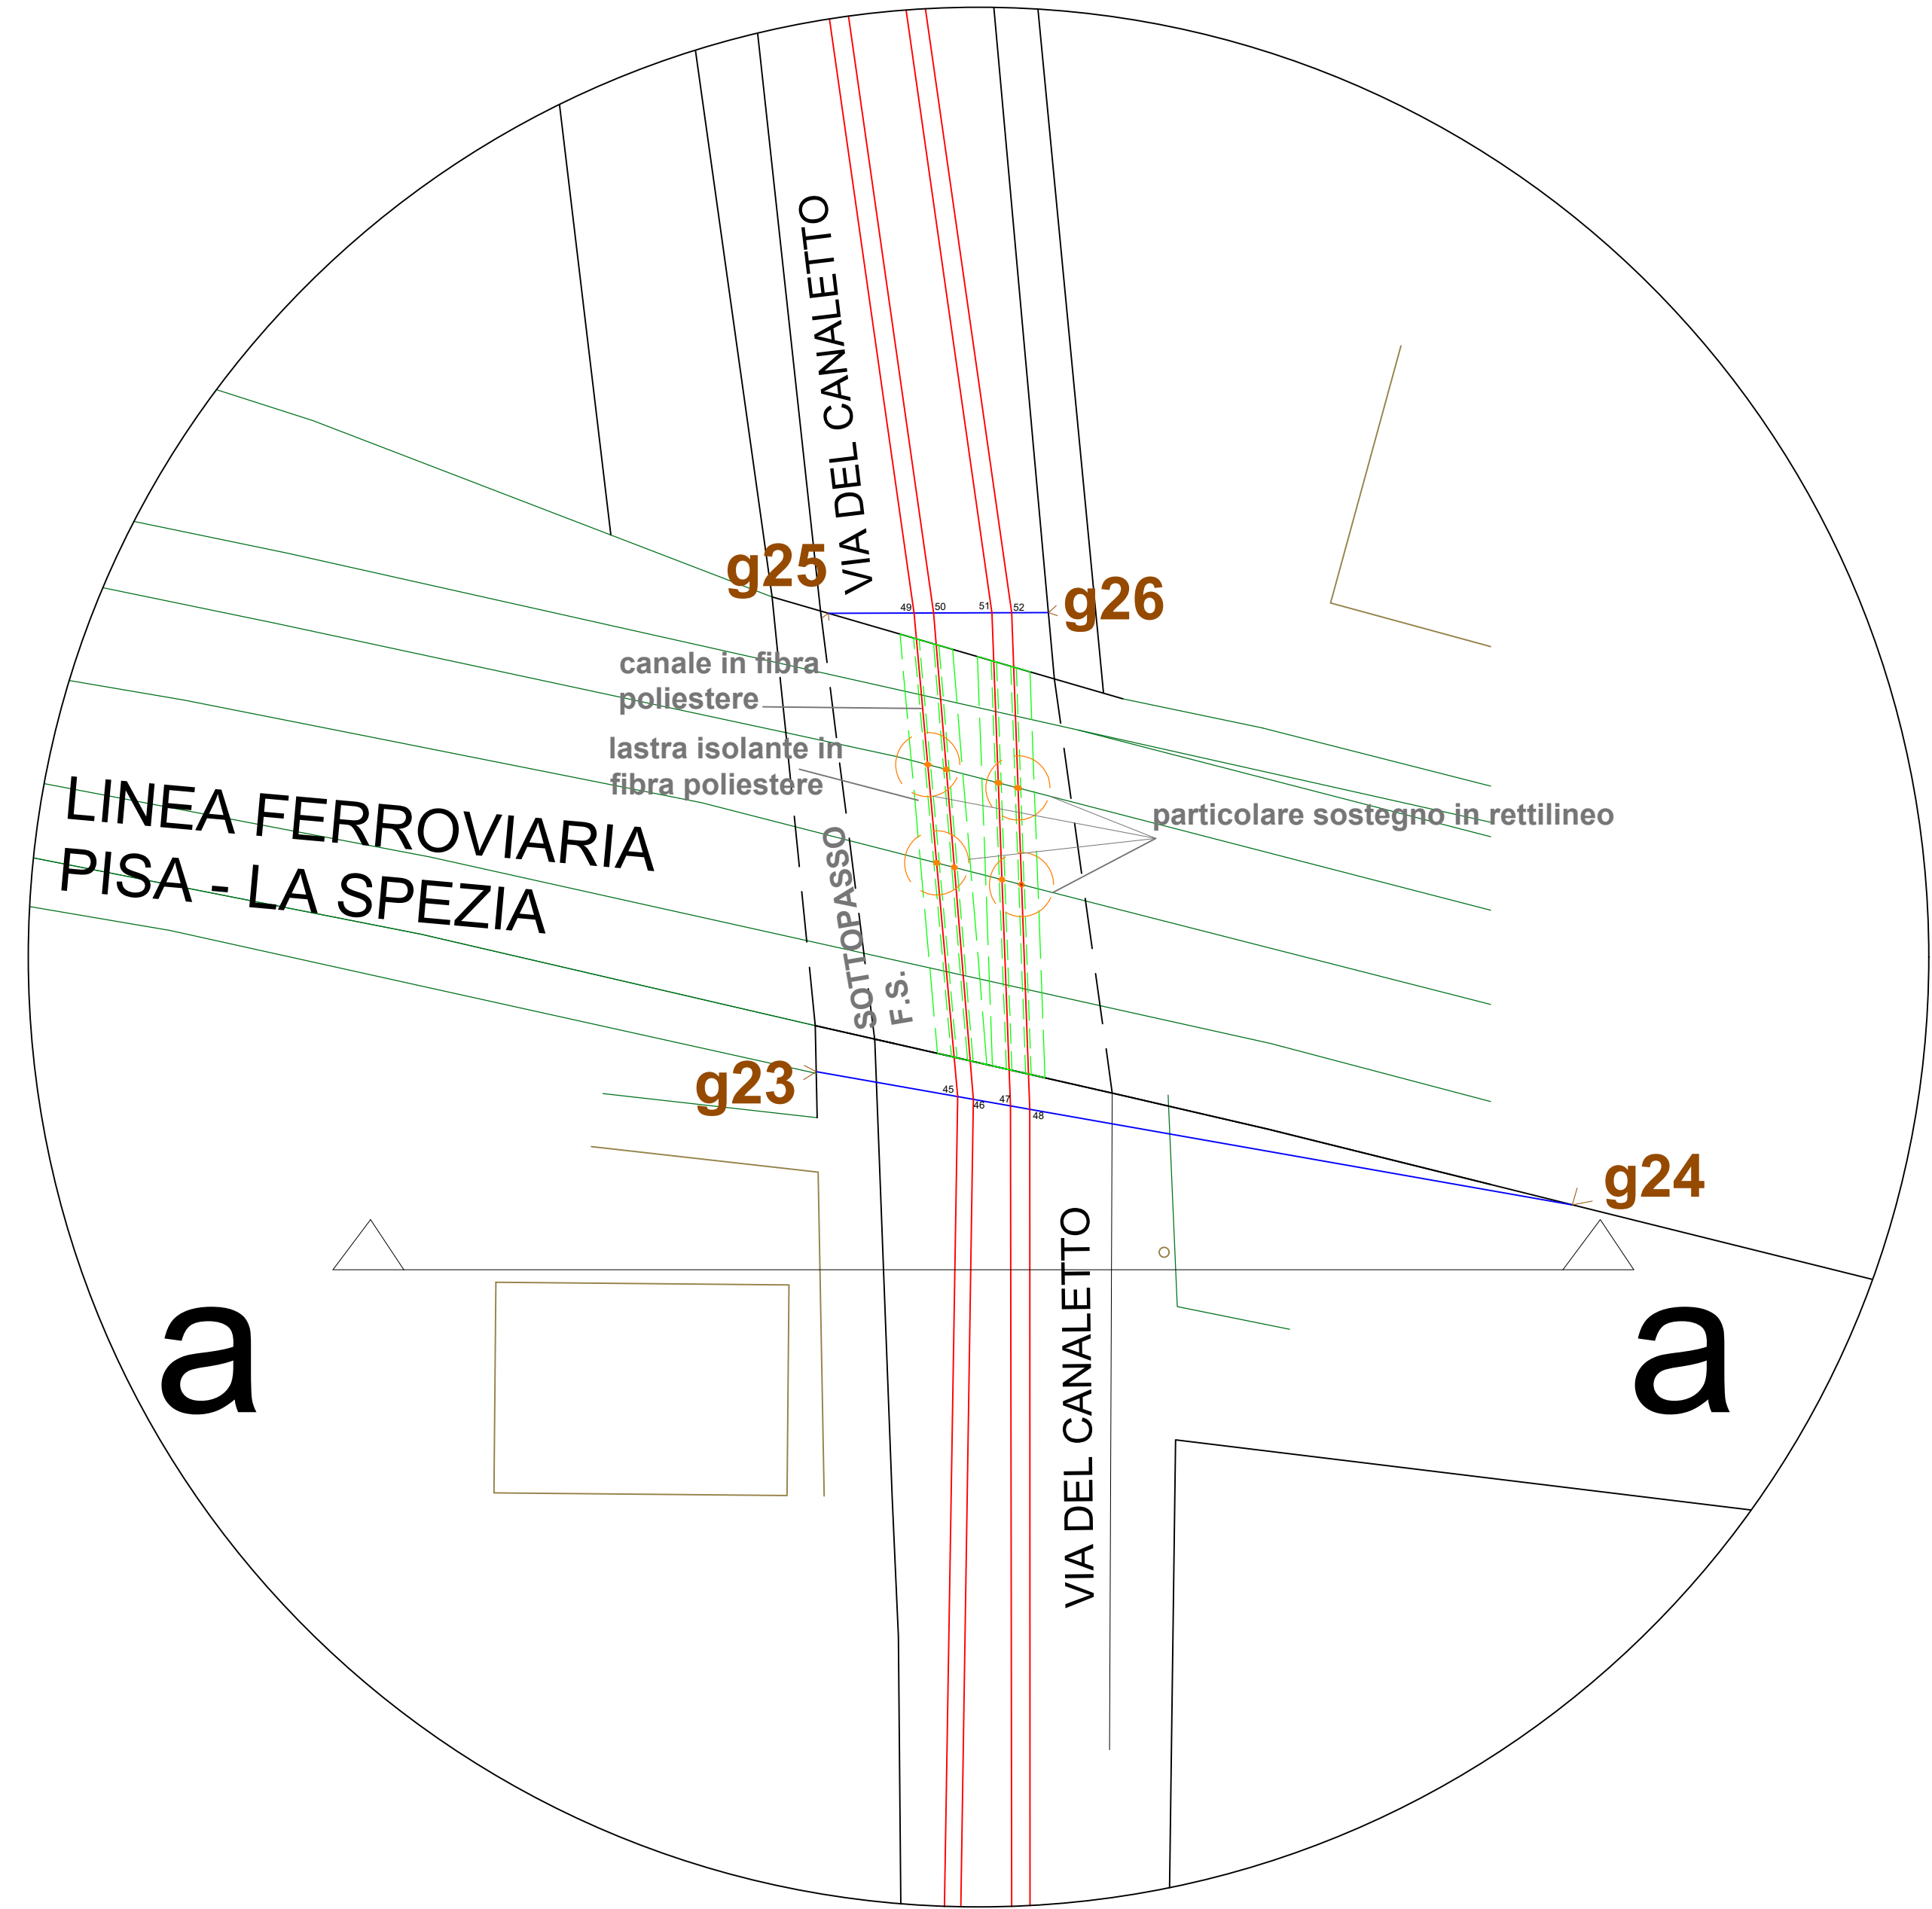 VIA DEL CANALETTO
g25
g26
49
50
51
52
canale in fibra
poliestere
lastra isolante in
fibra poliestere
particolare sostegno in rettilineo
LINEA FERROVIARIA
PISA - LA SPEZIA
SOTTOPASSO
F.S.
g23
45
46
47
48
g24
VIA DEL CANALETTO
a
a